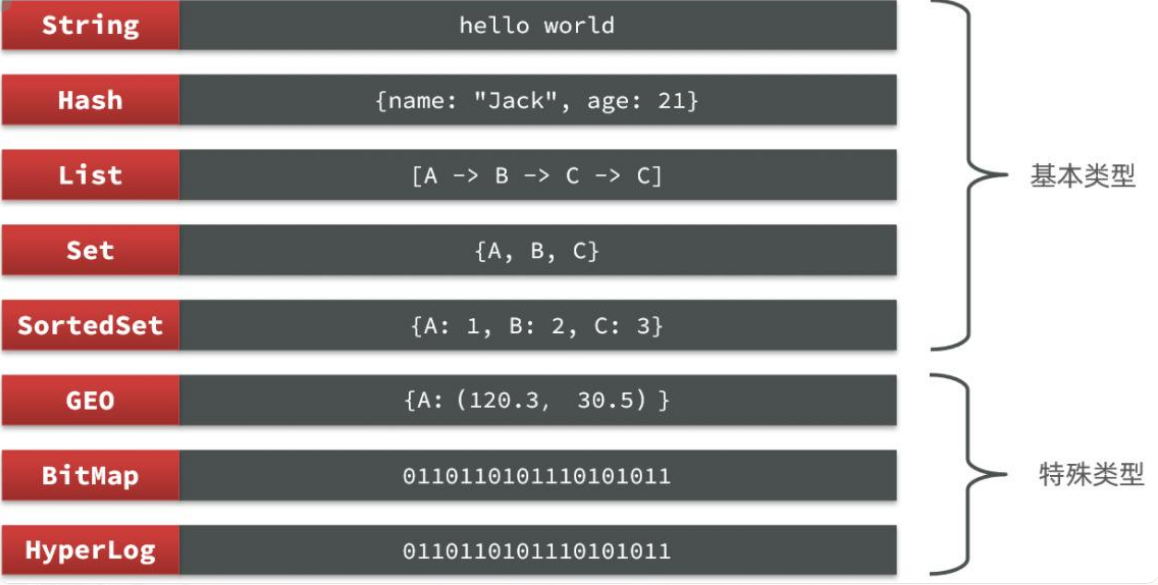 String hello world
Hash {name: "Jack", age: 21}
List [A -> B -> C -> C]
基本类型
Set {A, B, C}
SortedSet {A: 1, B: 2, C: 3}
GEO {A: (120.3, 30.5) }
BitMap 0110110101110101011
特殊类型
HyperLog 0110110101110101011